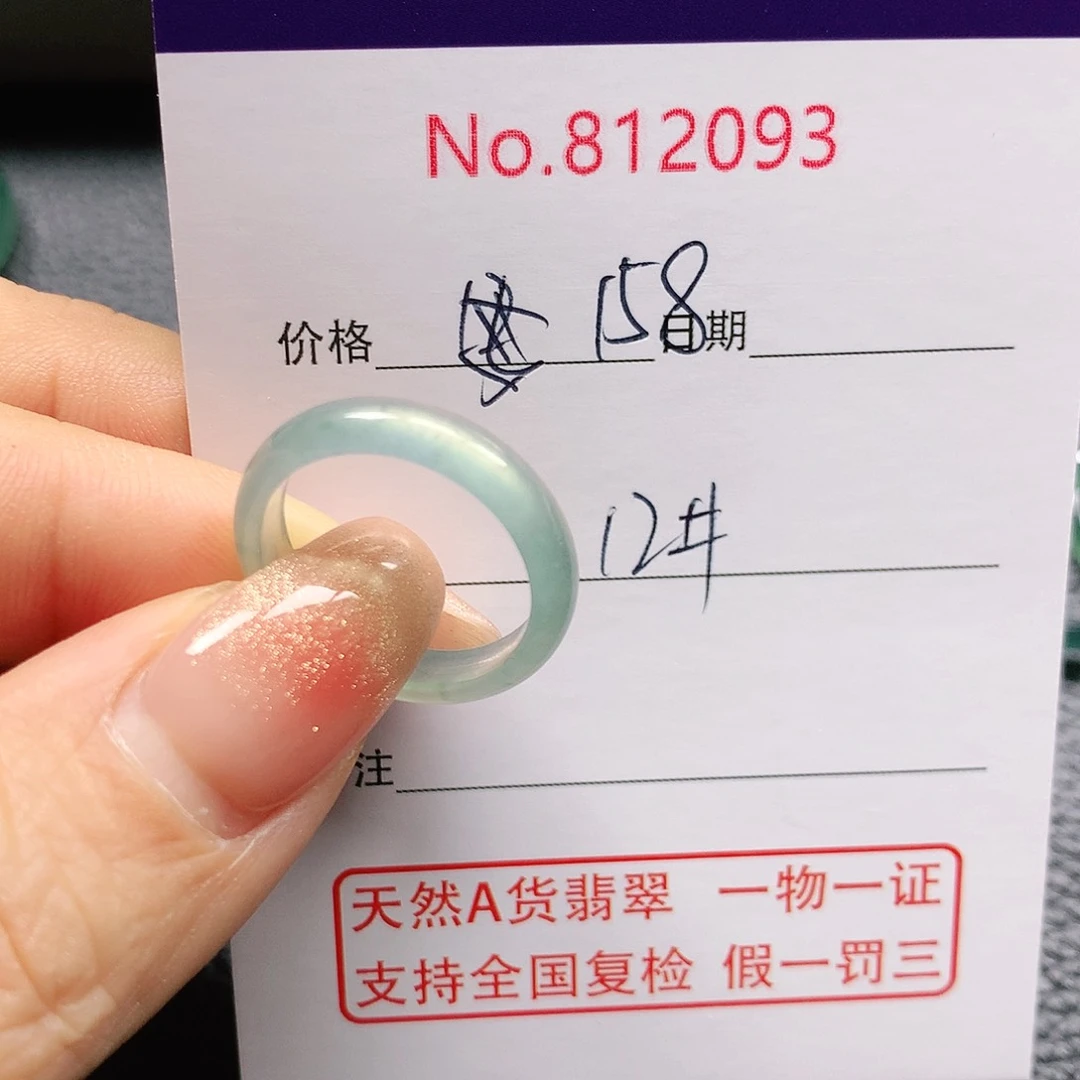 No.812093
价格 158 日期
12#
注
天然A货翡翠 一物一证
支持全国复检 假一罚三